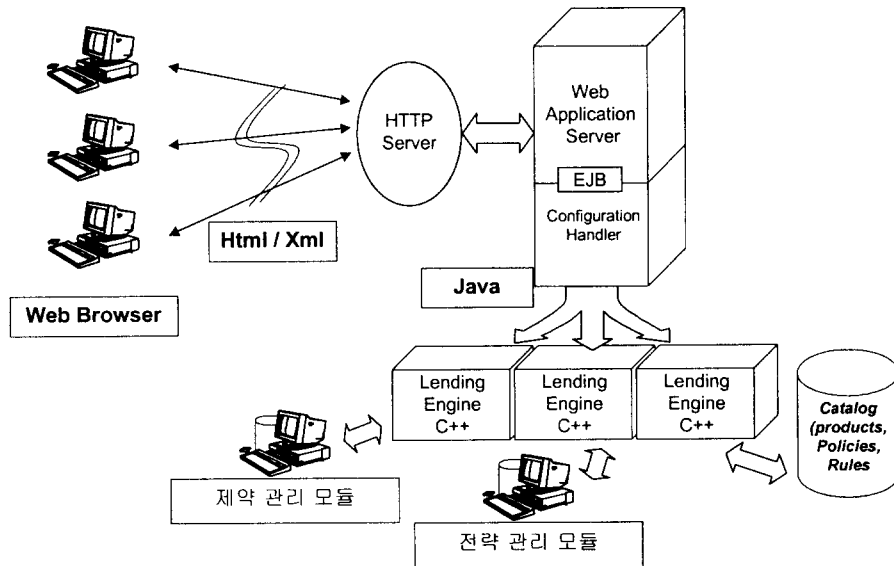 Web
Application
Server
HTTP
Server
EJB
Configuration
Handler
Html / Xml
Java
Web Browser
Lending
Engine
C++
Lending
Engine
C++
Lending
Engine
C++
Catalog
(products,
Policies,
Rules
제약 관리 모듈
전략 관리 모듈